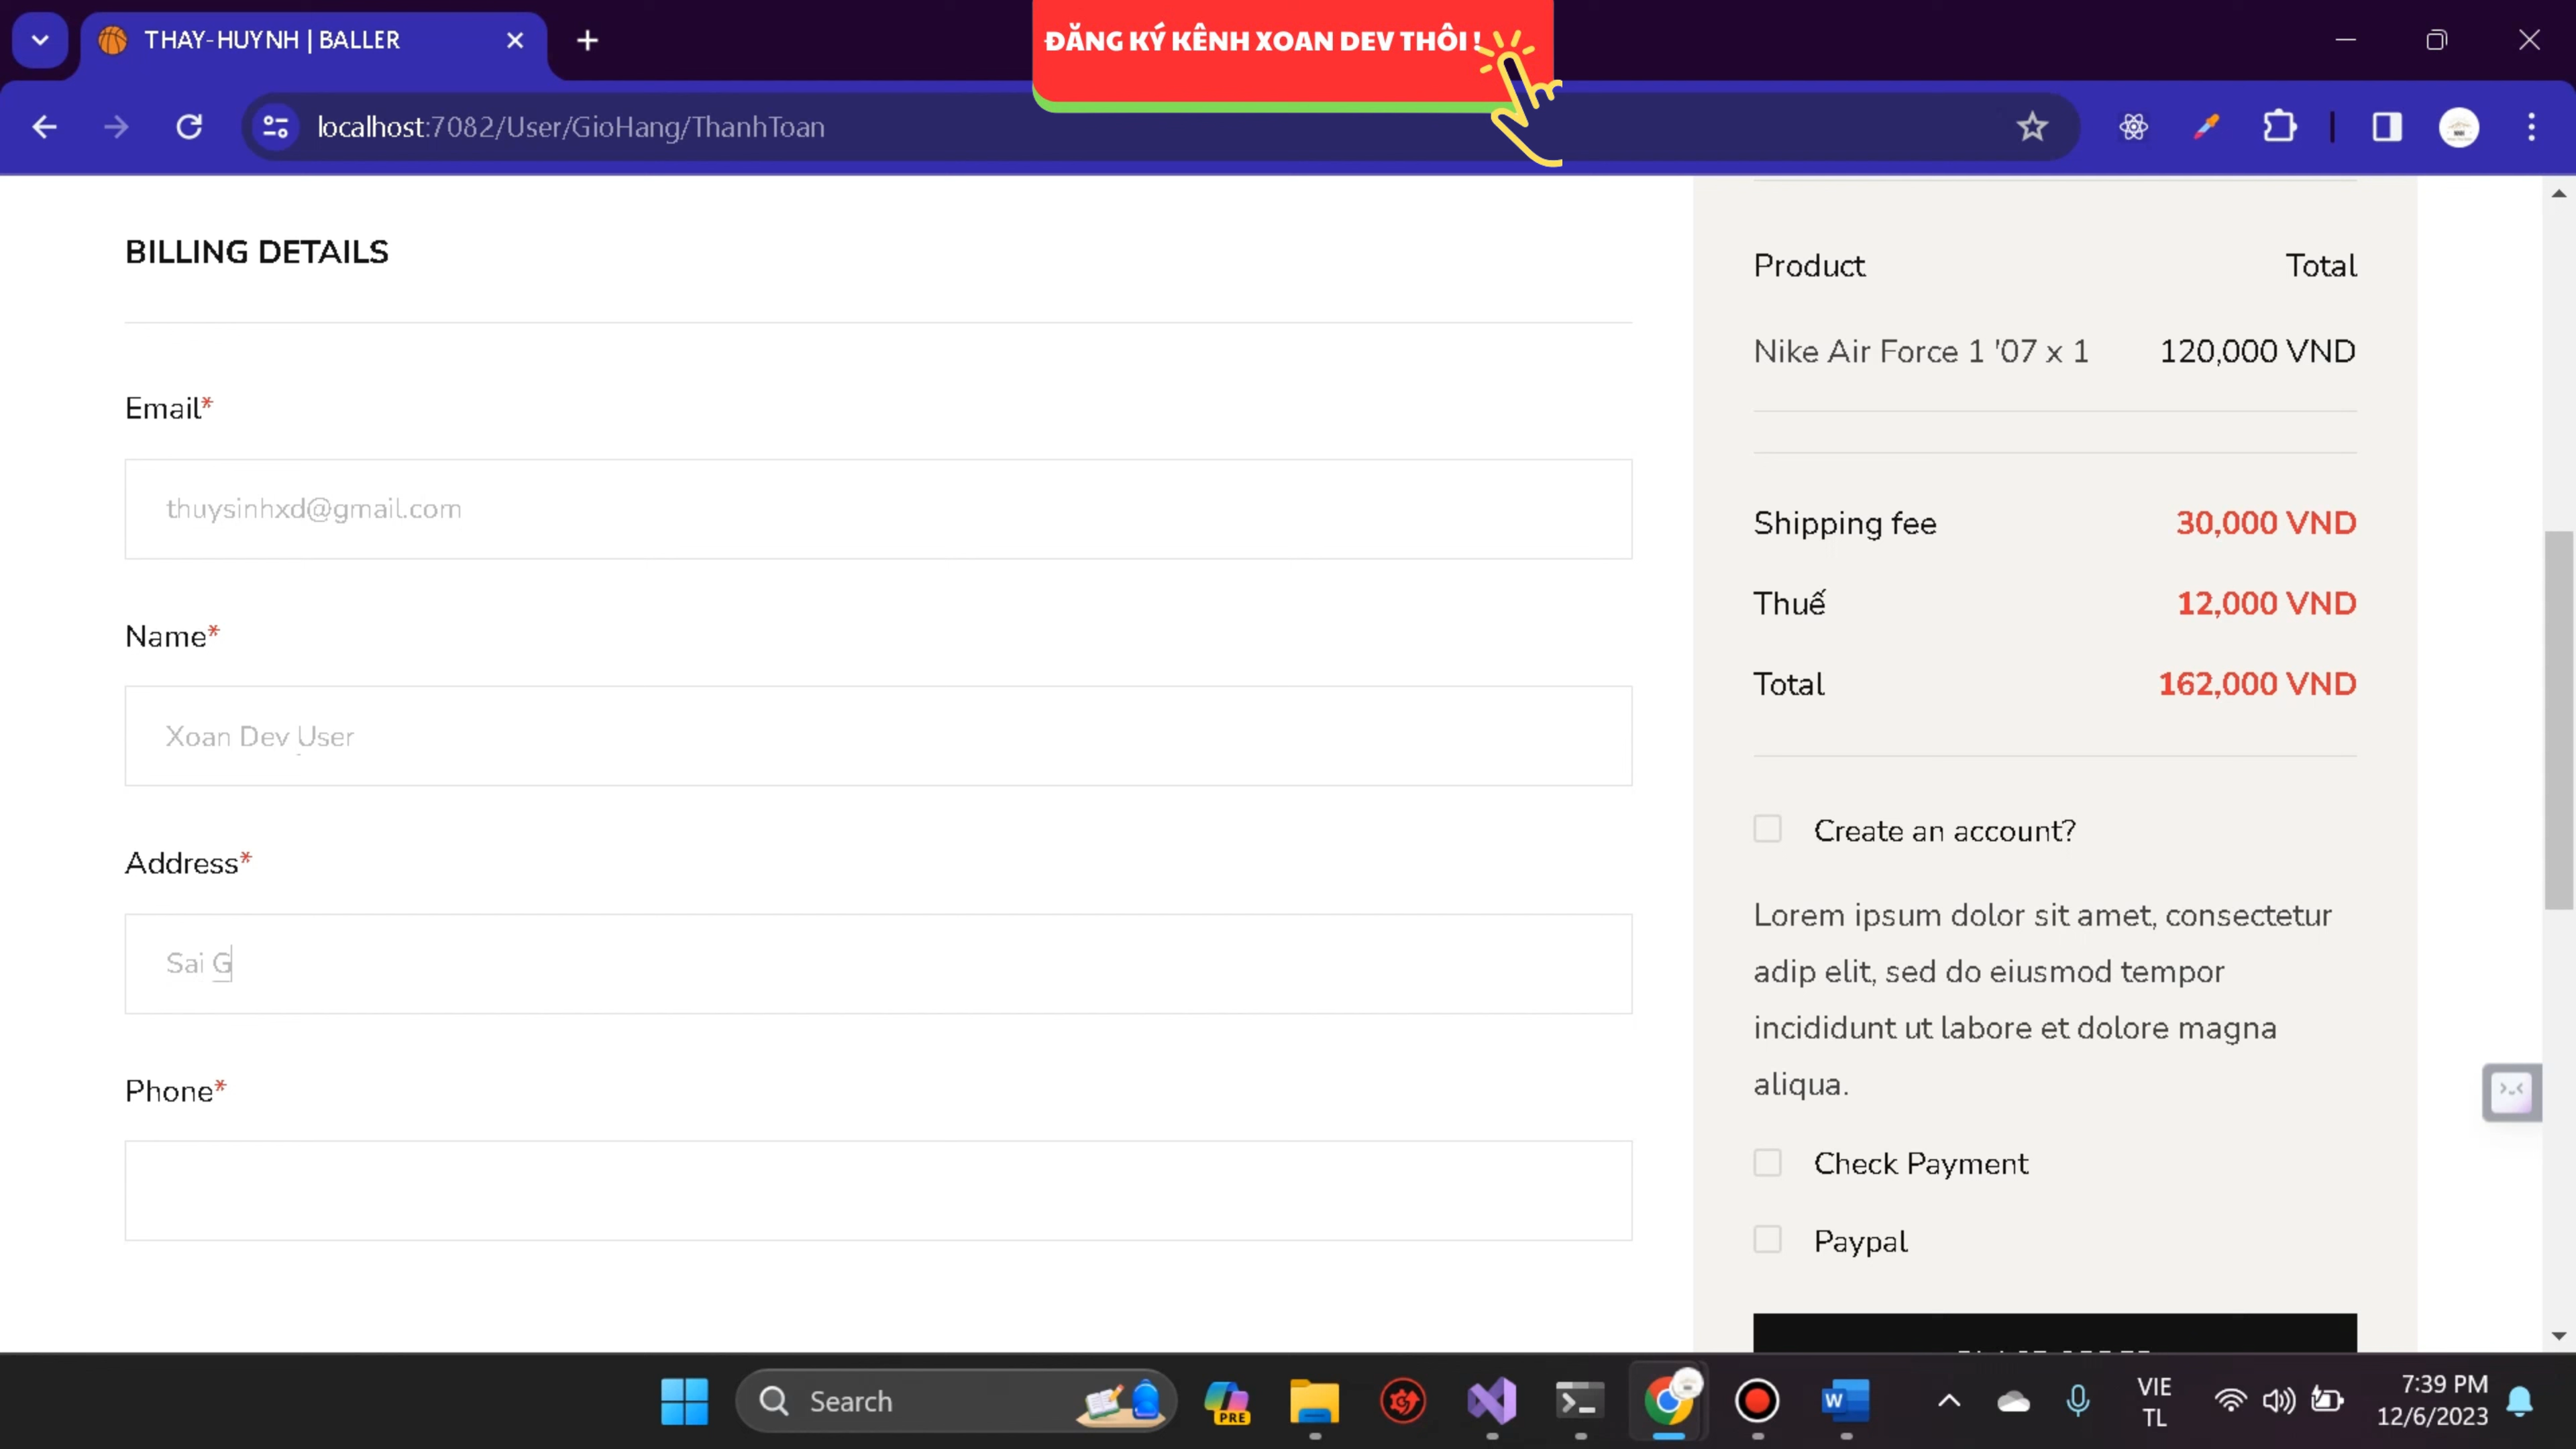 THAY-HUYNH | BALLER
ĐĂNG KÝ KÊNH XOAN DEV THÔI !
localhost:7082/User/GioHang/ThanhToan
BILLING DETAILS
Email*
thuysinhxd@gmail.com
Name*
Xoan Dev User
Address*
Sai G
Phone*
Product Total
Nike Air Force 1 '07 x 1 120,000 VND
Shipping fee 30,000 VND
Thuế 12,000 VND
Total 162,000 VND
Create an account?
Lorem ipsum dolor sit amet, consectetur
adip elit, sed do eiusmod tempor
incididunt ut labore et dolore magna
aliqua.
Check Payment
Paypal
Search
PRE
VIE
TL
7:39 PM
12/6/2023